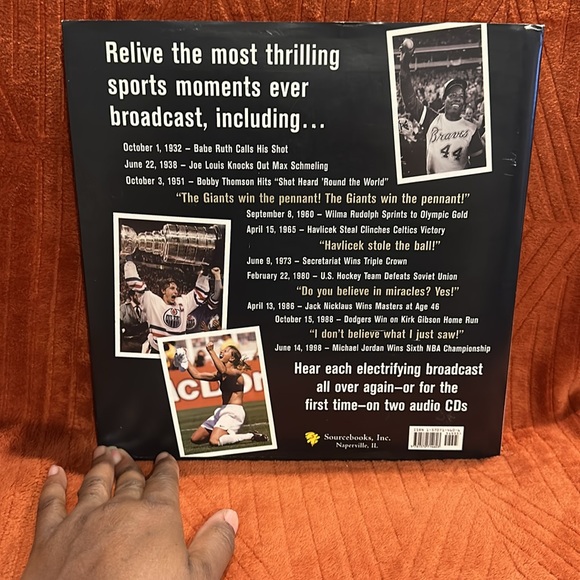 Relive the most thrilling
sports moments ever
broadcast, including...
October 1, 1932 – Babe Ruth Calls His Shot
June 22, 1938 – Joe Louis Knocks Out Max Schmeling
October 3, 1951 – Bobby Thomson Hits "Shot Heard 'Round the World"
"The Giants win the pennant! The Giants win the pennant!"
September 8, 1960 – Wilma Rudolph Sprints to Olympic Gold
April 15, 1965 – Havlicek Steal Clinches Celtics Victory
"Havlicek stole the ball!"
June 9, 1973 – Secretariat Wins Triple Crown
February 22, 1980 – U.S. Hockey Team Defeats Soviet Union
"Do you believe in miracles? Yes!"
April 13, 1986 – Jack Nicklaus Wins Masters at Age 46
October 15, 1988 – Dodgers Win on Kirk Gibson Home Run
"I don't believe what I just saw!"
June 14, 1998 – Michael Jordan Wins Sixth NBA Championship
Hear each electrifying broadcast
all over again–or for the
first time–on two audio CDs
Sourcebooks, Inc.
Naperville, IL
Braves
44
C